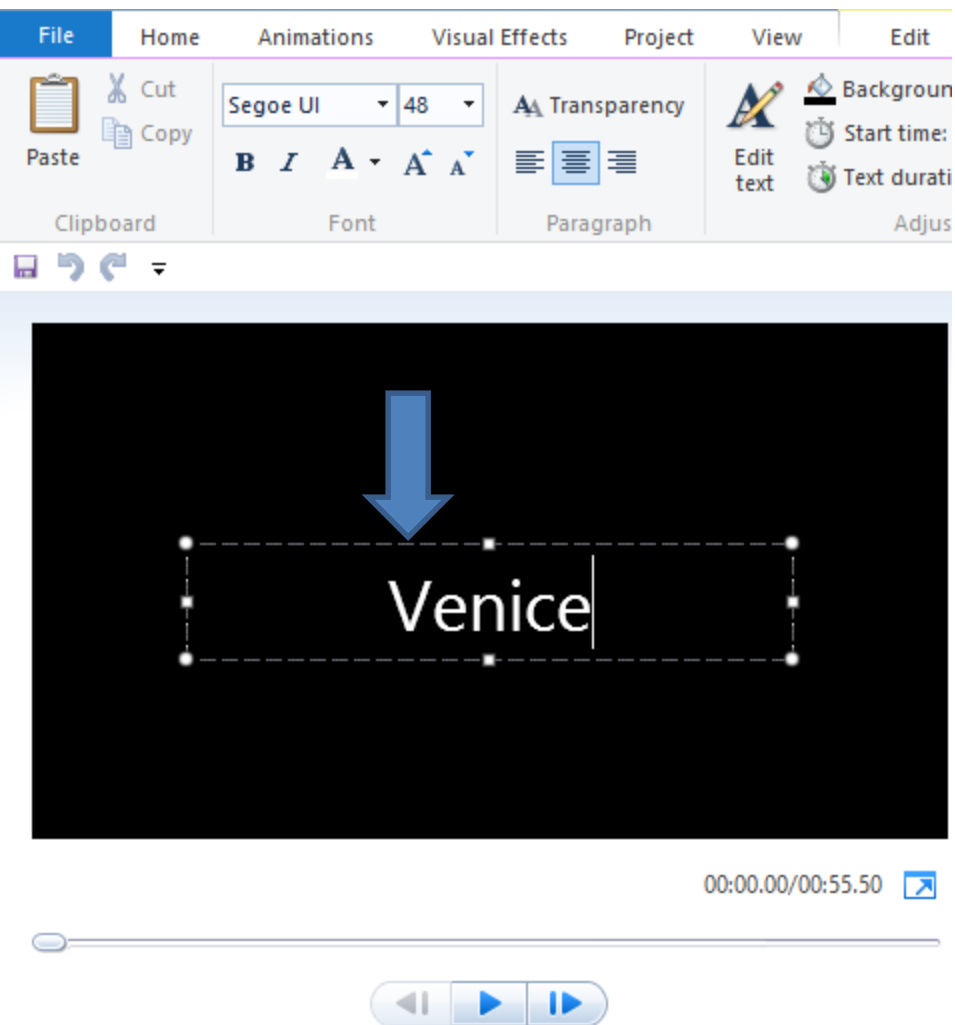 File Home Animations Visual Effects Project View Edit
Cut
Segoe UI 48 Transparency
Copy
Paste
B I A A A
Edit
text
Clipboard Font Paragraph
Start time:
Venice
00:00.00/00:55.50